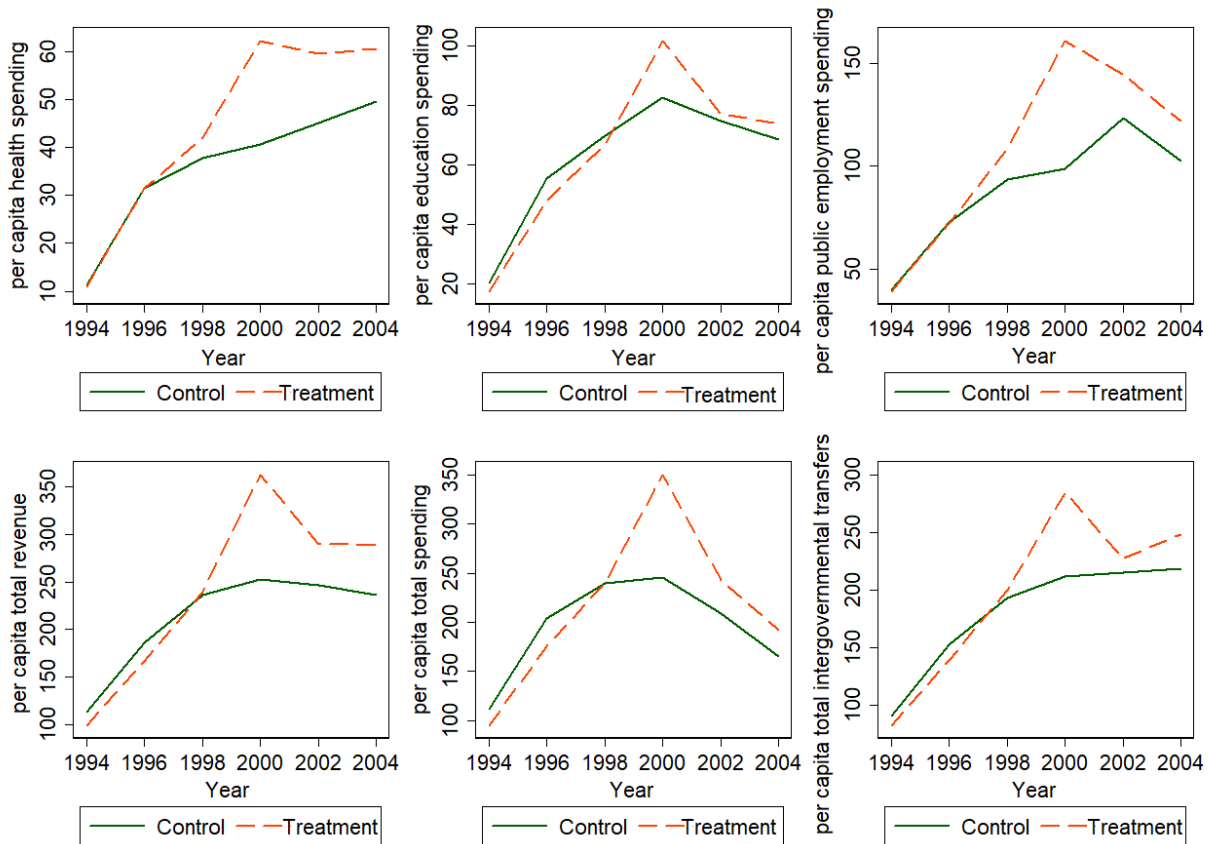 per capita health spending
60
50
40
30
20
10
1994 1996 1998 2000 2002 2004
Year
Control Treatment
per capita education spending
100
80
60
40
20
1994 1996 1998 2000 2002 2004
Year
Control Treatment
per capita public employment spending
150
100
50
1994 1996 1998 2000 2002 2004
Year
Control Treatment
per capita total revenue
350
300
250
200
150
100
1994 1996 1998 2000 2002 2004
Year
Control Treatment
per capita total spending
350
300
250
200
150
100
1994 1996 1998 2000 2002 2004
Year
Control Treatment
per capita total intergovernmental transfers
300
250
200
150
100
1994 1996 1998 2000 2002 2004
Year
Control Treatment